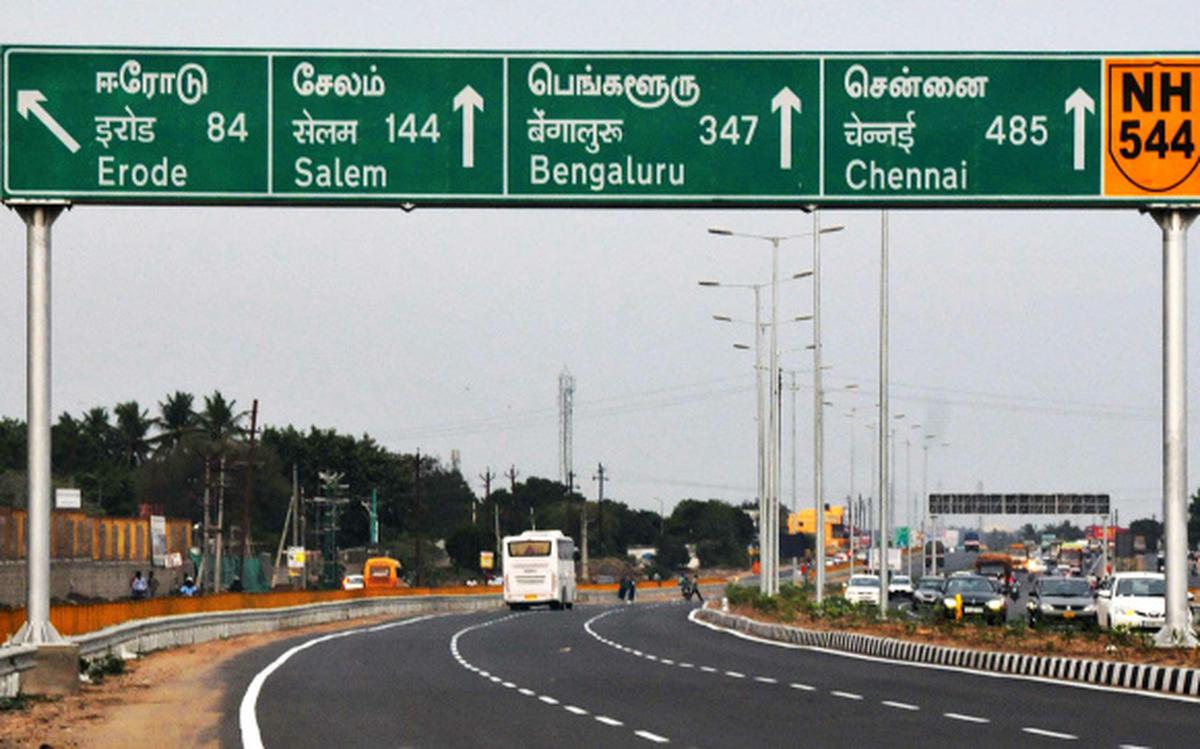 ஈரோடு
इरोड 84
Erode
சேலம்
सेलम 144
Salem
பெங்களூரு
बेंगालुरू 347
Bengaluru
சென்னை
चेन्नई 485
Chennai
NH
544